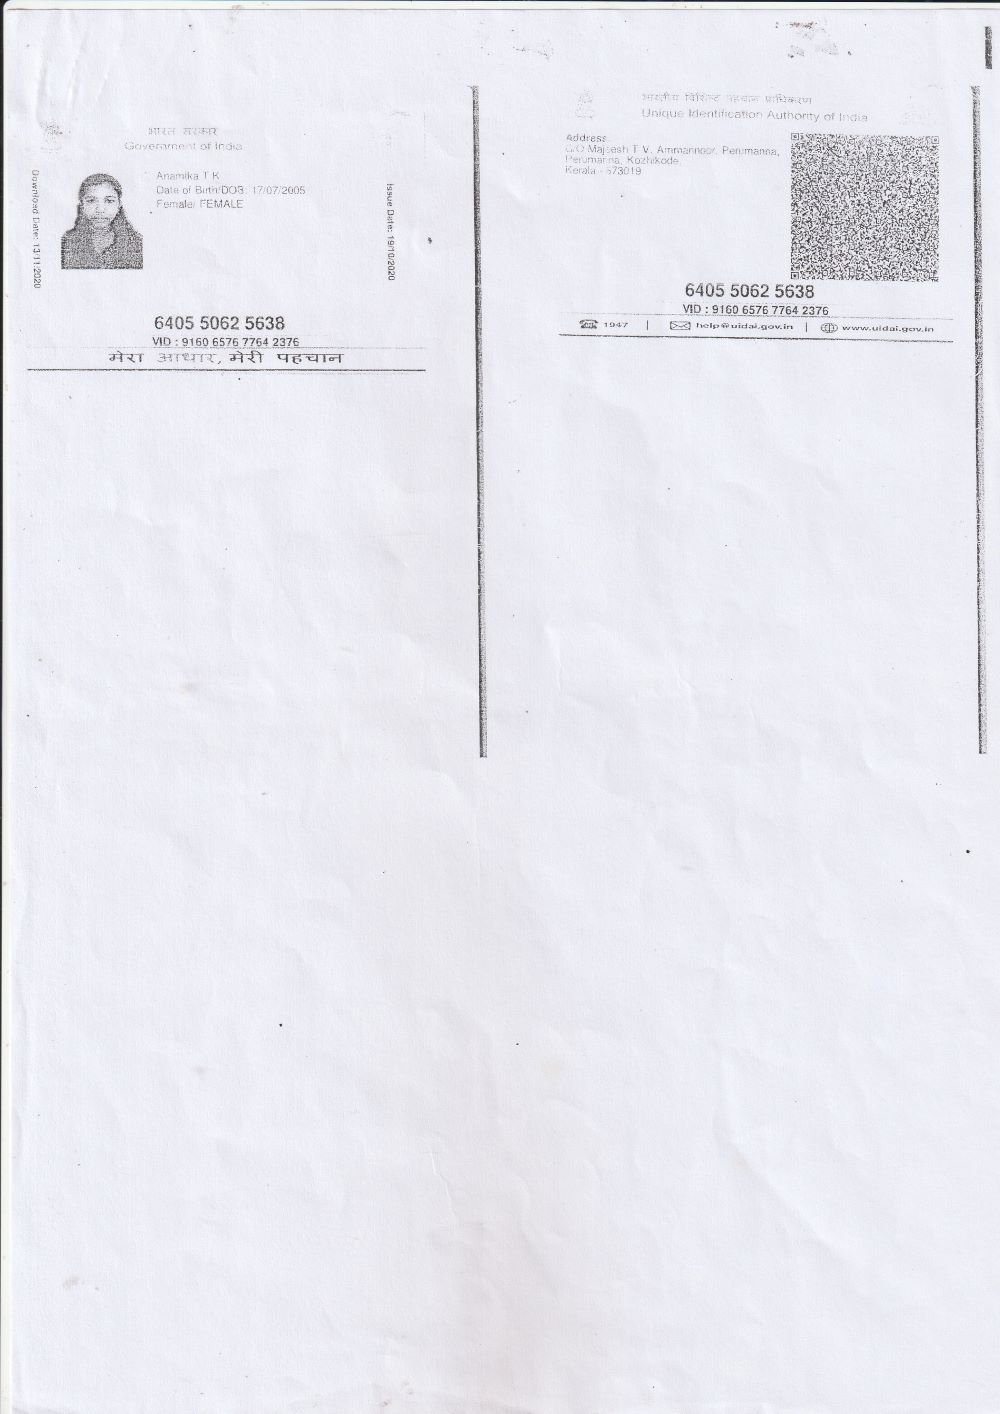 भारत सरकार
Government of India
Download Date: 13/11/2020
Anamika T K
Date of Birth/DOB: 17/07/2005
Female/ FEMALE
Issue Date: 19/10/2020
6405 5062 5638
VID : 9160 6576 7764 2376
मेरा आधार, मेरी पहचान
भारतीय विशिष्ट पहचान प्राधिकरण
Unique Identification Authority of India
Address
Majeesh T V, Ammannoor, Perumanna,
Perumanna, Kozhikode,
Kerala - 673019
6405 5062 5638
VID : 9160 6576 7764 2376
1947 | help@uidai.gov.in | www.uidai.gov.in